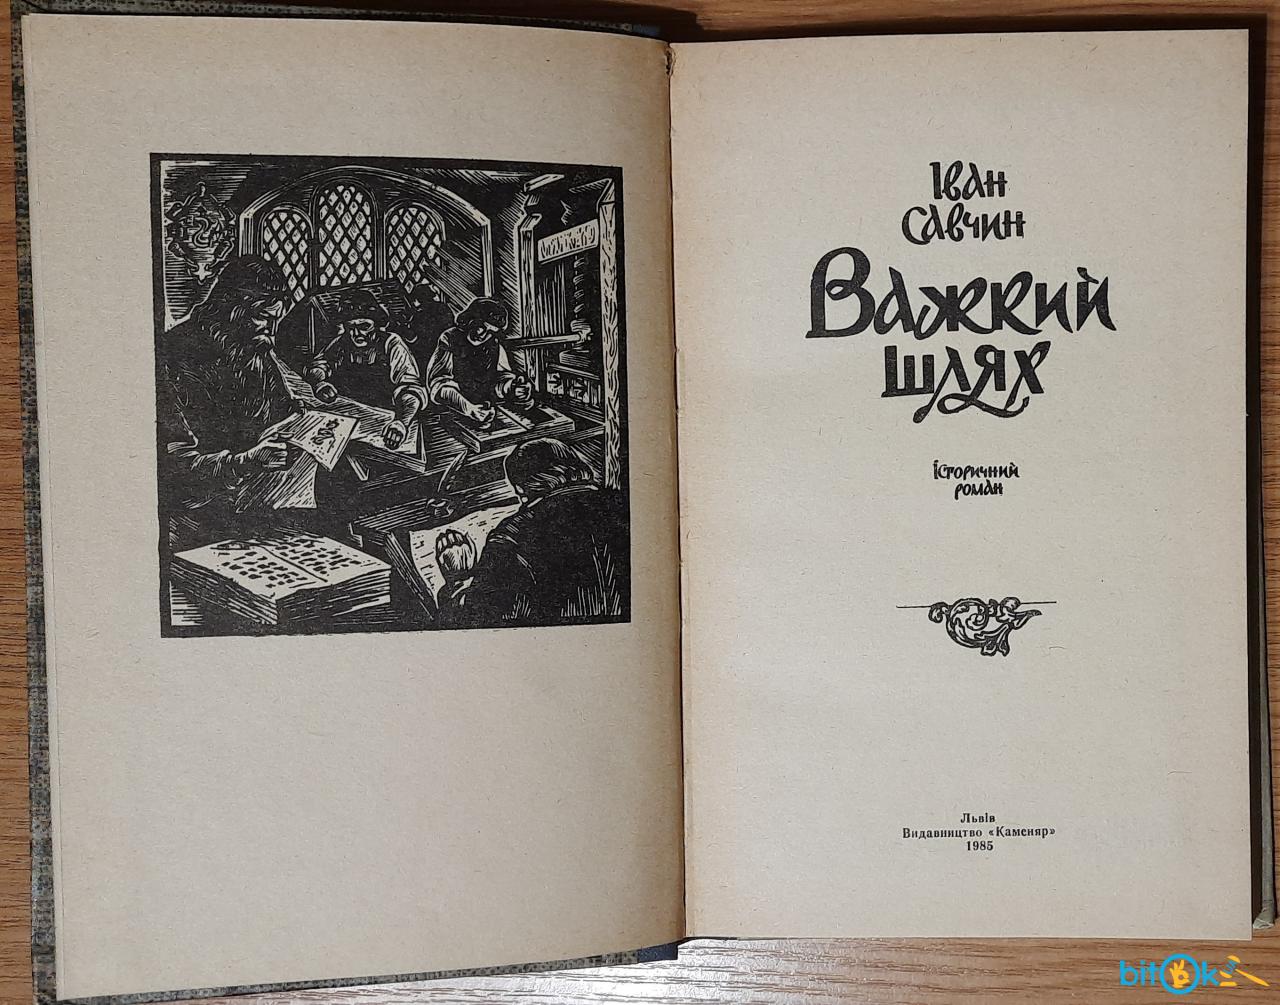 Іван
Савчин
Важкий
шлях
історичний
роман
Львів
Видавництво «Каменяр»
1985
bitok